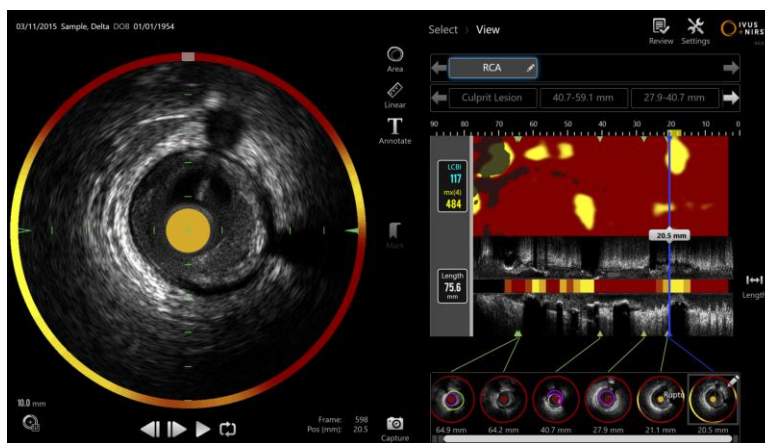 03/11/2015 Sample, Delta DOB 01/01/1954
Select > View
Review
Settings
IVUS
+NIRS
Area
Linear
Annotate
Mark
RCA
Culprit Lesion
40.7-59.1 mm
27.9-40.7 mm
90 80 70 60 50 40 30 20 10 0
LCBI
117
mx(4)
484
20.5 mm
Length
75.6
mm
Length
10.0 mm
Frame: 598
Pos (mm): 20.5
Capture
Ruptu
64.9 mm
64.2 mm
40.7 mm
27.9 mm
21.1 mm
20.5 mm